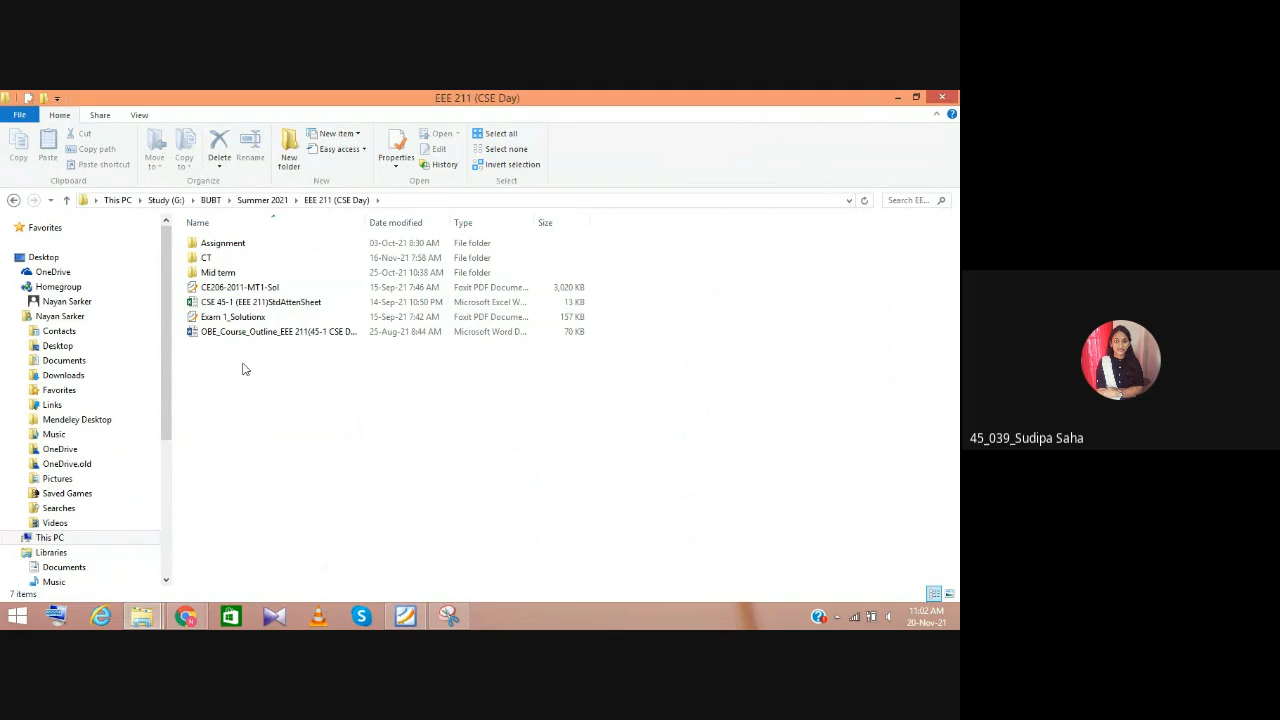 EEE 211 (CSE Day)
File Home Share View
Copy Paste Cut Copy path Paste shortcut Move to Copy to Delete Rename New folder New item Easy access Properties Open Edit History Select all Select none Invert selection
Clipboard Organize New Open Select
This PC Study (G:) BUBT Summer 2021 EEE 211 (CSE Day) Search EE...
Name Date modified Type Size
Assignment 03-Oct-21 8:30 AM File folder
CT 16-Nov-21 7:58 AM File folder
Mid term 25-Oct-21 10:38 AM File folder
CE206-2011-MT1-Sol 15-Sep-21 7:46 AM Foxit PDF Docume... 3,020 KB
CSE 45-1 (EEE 211)StdAttenSheet 14-Sep-21 10:50 PM Microsoft Excel W... 13 KB
Exam 1_Solutionx 15-Sep-21 7:42 AM Foxit PDF Docume... 157 KB
OBE_Course_Outline_EEE 211(45-1 CSE D... 25-Aug-21 8:44 AM Microsoft Word D... 70 KB
Favorites
Desktop
OneDrive
Homegroup
Nayan Sarker
Nayan Sarker
Contacts
Desktop
Documents
Downloads
Favorites
Links
Mendeley Desktop
Music
OneDrive
OneDrive.old
Pictures
Saved Games
Searches
Videos
This PC
Libraries
Documents
Music
7 items
11:02 AM
20-Nov-21
45_039_Sudipa Saha